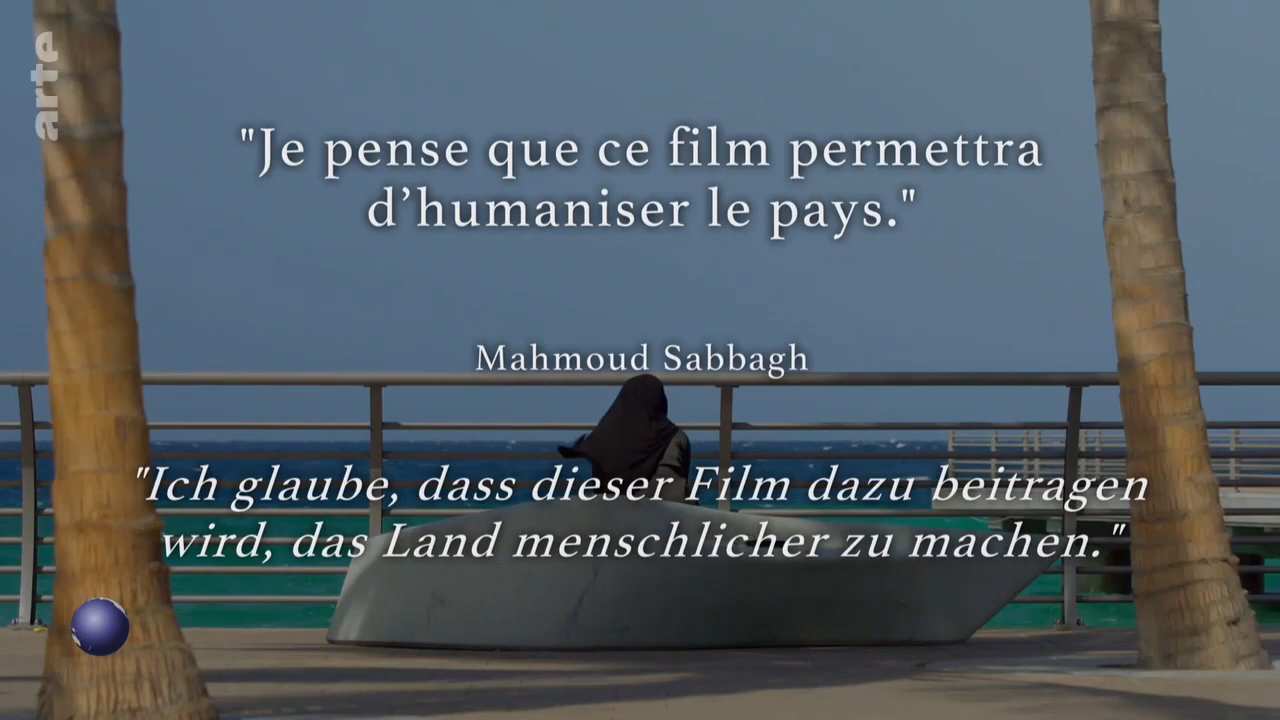 arte
"Je pense que ce film permettra
d’humaniser le pays."
Mahmoud Sabbagh
"Ich glaube, dass dieser Film dazu beitragen
wird, das Land menschlicher zu machen."